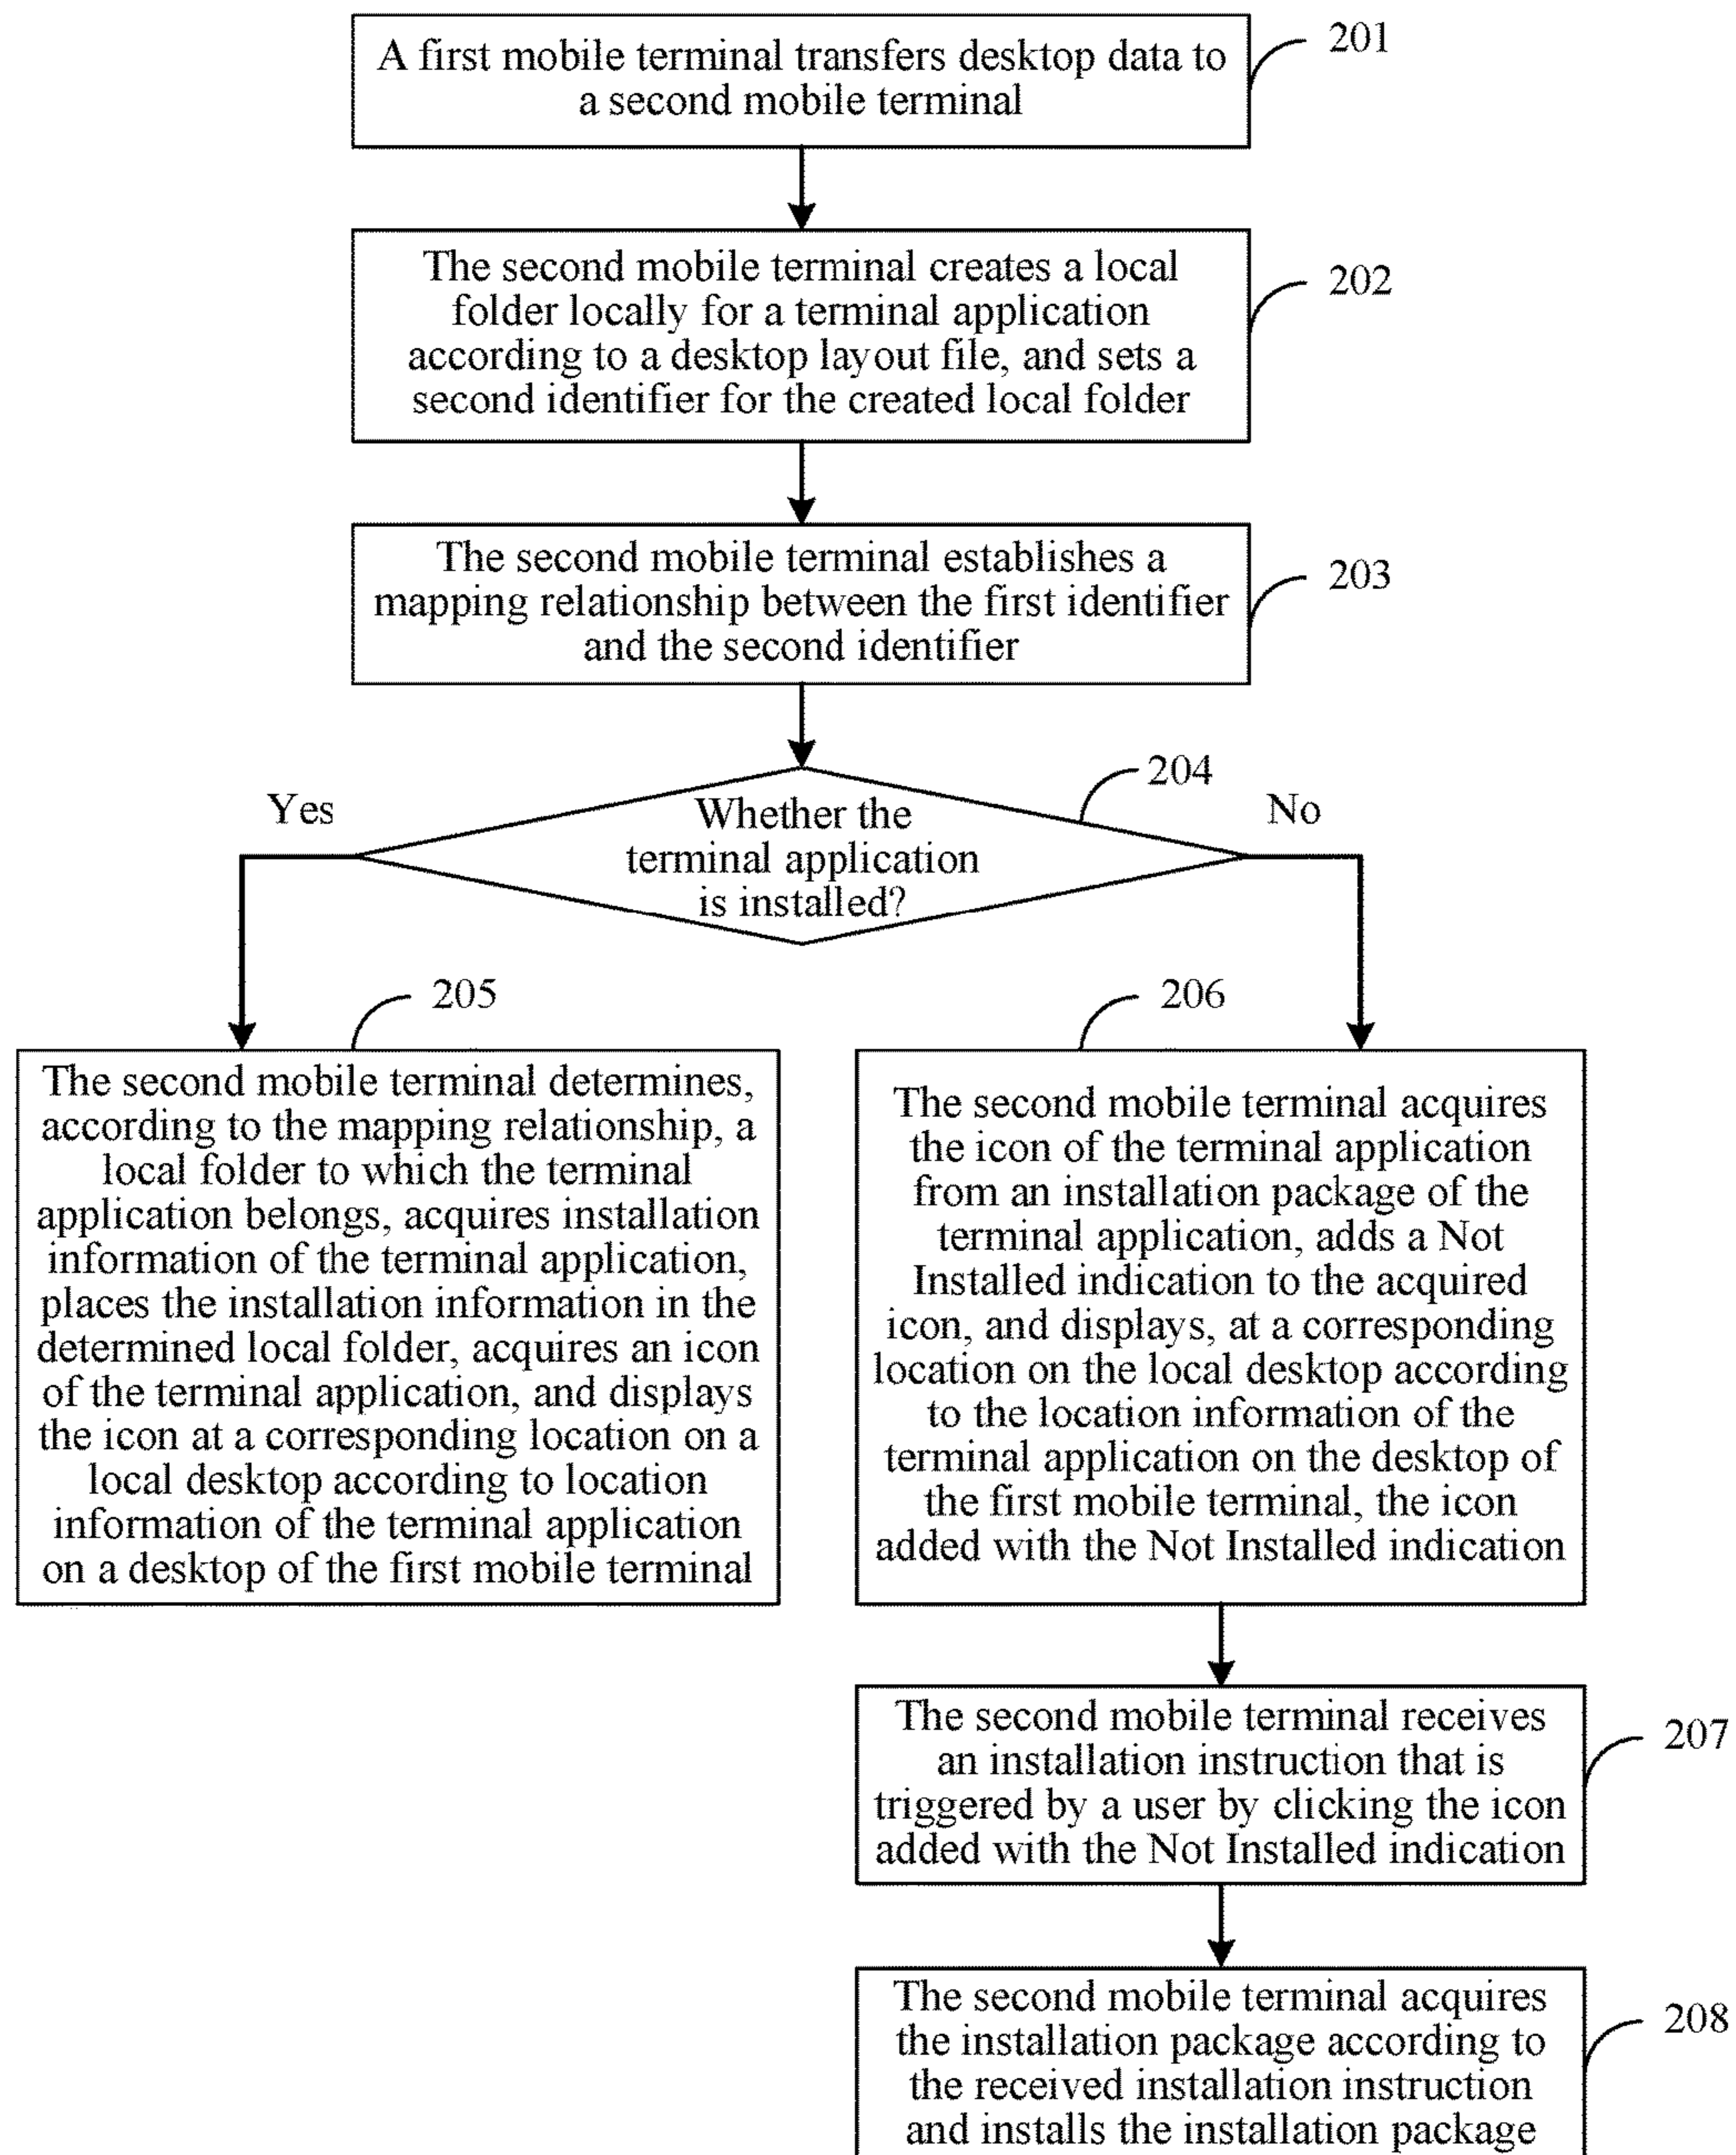 A first mobile terminal transfers desktop data to
a second mobile terminal
201
The second mobile terminal creates a local
folder locally for a terminal application
according to a desktop layout file, and sets a
second identifier for the created local folder
202
The second mobile terminal establishes a
mapping relationship between the first identifier
and the second identifier
203
204
Yes
Whether the
terminal application
is installed?
No
205
The second mobile terminal determines,
according to the mapping relationship, a
local folder to which the terminal
application belongs, acquires installation
information of the terminal application,
places the installation information in the
determined local folder, acquires an icon
of the terminal application, and displays
the icon at a corresponding location on a
local desktop according to location
information of the terminal application
on a desktop of the first mobile terminal
206
The second mobile terminal acquires
the icon of the terminal application
from an installation package of the
terminal application, adds a Not
Installed indication to the acquired
icon, and displays, at a corresponding
location on the local desktop according
to the location information of the
terminal application on the desktop of
the first mobile terminal, the icon
added with the Not Installed indication
The second mobile terminal receives
an installation instruction that is
triggered by a user by clicking the icon
added with the Not Installed indication
207
The second mobile terminal acquires
the installation package according to
the received installation instruction
and installs the installation package
208